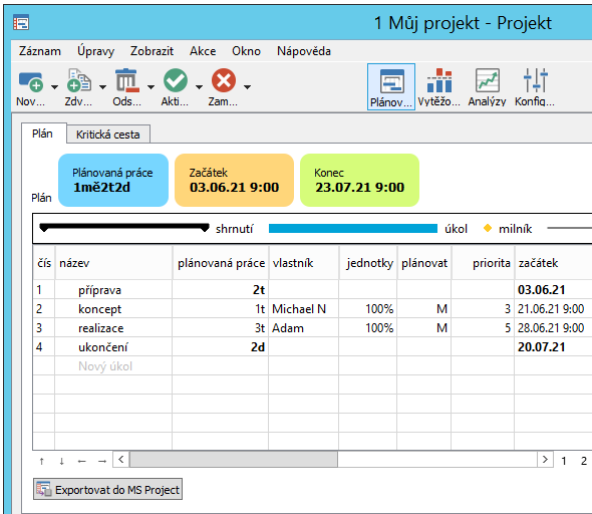 1 Můj projekt - Projekt
Záznam Úpravy Zobrazit Akce Okno Nápověda
Nov... Zdv... Ods... Akti... Zam... Plánov... Vytěžo... Analýzy Konfig...
Plán Kritická cesta
Plánovaná práce Začátek Konec
1mě2t2d 03.06.21 9:00 23.07.21 9:00
Plán
shrnutí úkol milník
čís název plánovaná práce vlastník jednotky plánovat priorita začátek
1 příprava 2t 03.06.21
2 koncept 1t Michael N 100% M 3 21.06.21 9:00
3 realizace 3t Adam 100% M 5 28.06.21 9:00
4 ukončení 2d 20.07.21
Nový úkol
↑ ↓ ← → < > 1 2
Exportovat do MS Project